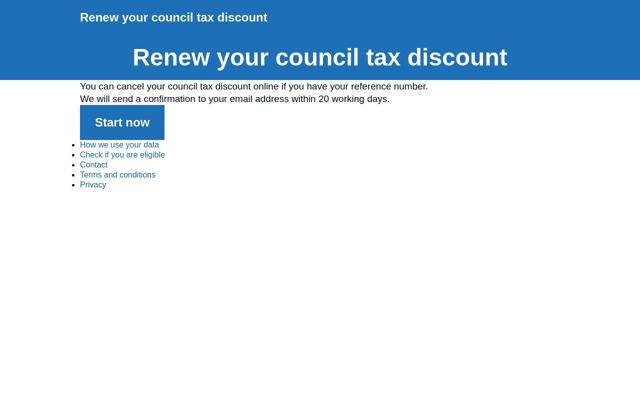 Renew your council tax discount
Renew your council tax discount
You can cancel your council tax discount online if you have your reference number.
We will send a confirmation to your email address within 20 working days.
Start now
How we use your data
Check if you are eligible
Contact
Terms and conditions
Privacy